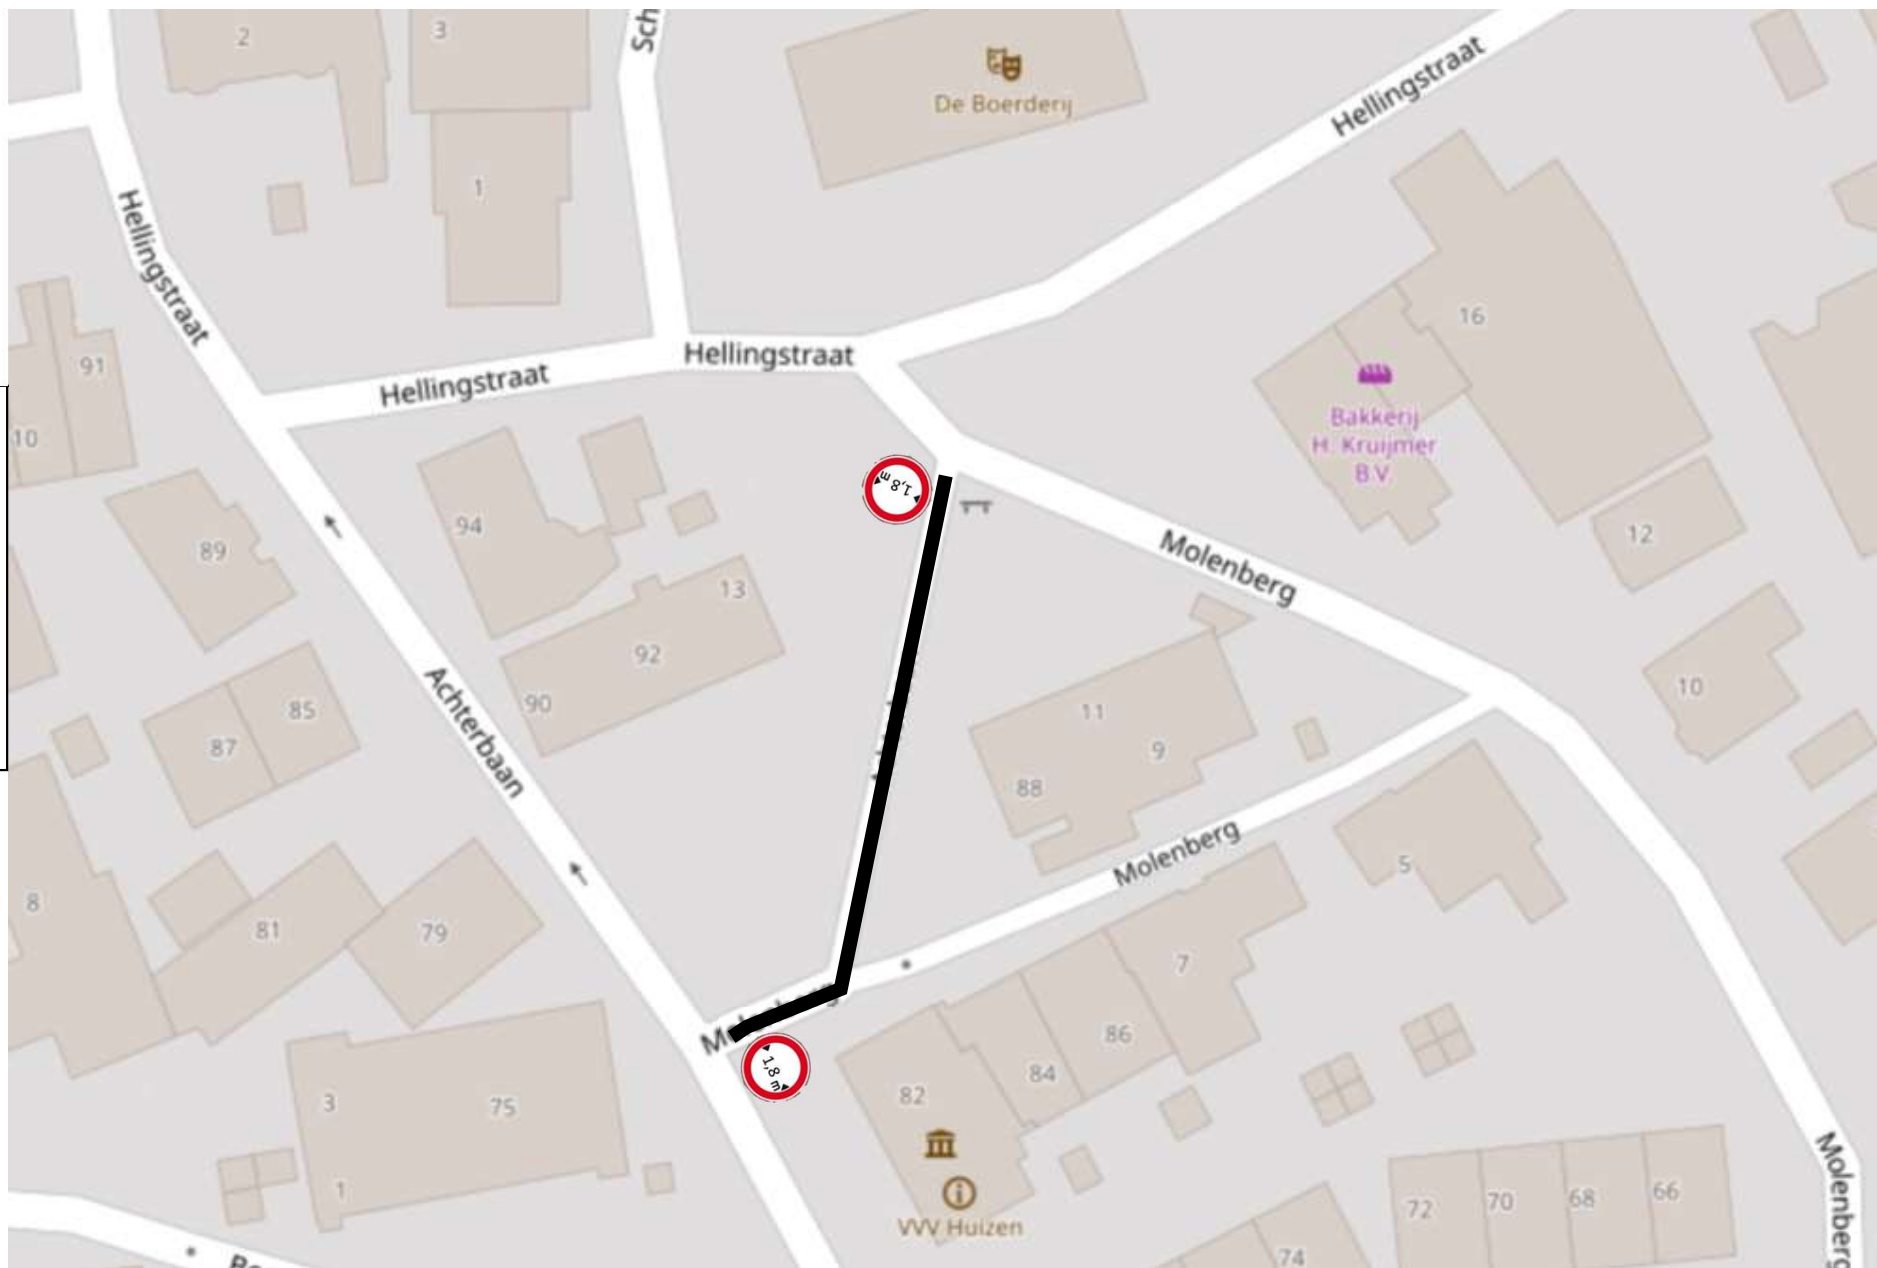 2
3
Sch
De Boerderij
Hellingstraat
1
Hellingstraat
91
10
Hellingstraat
Hellingstraat
16
Bakkerij
H. Kruijmer
B.V
1,8 m
94
89
13
92
90
Molenberg
12
10
Achterbaan
85
87
11
9
88
Molenberg
5
8
81
79
7
86
84
82
1,8 m
3
75
1
VVV Huizen
72
70
68
66
74
Molenberg